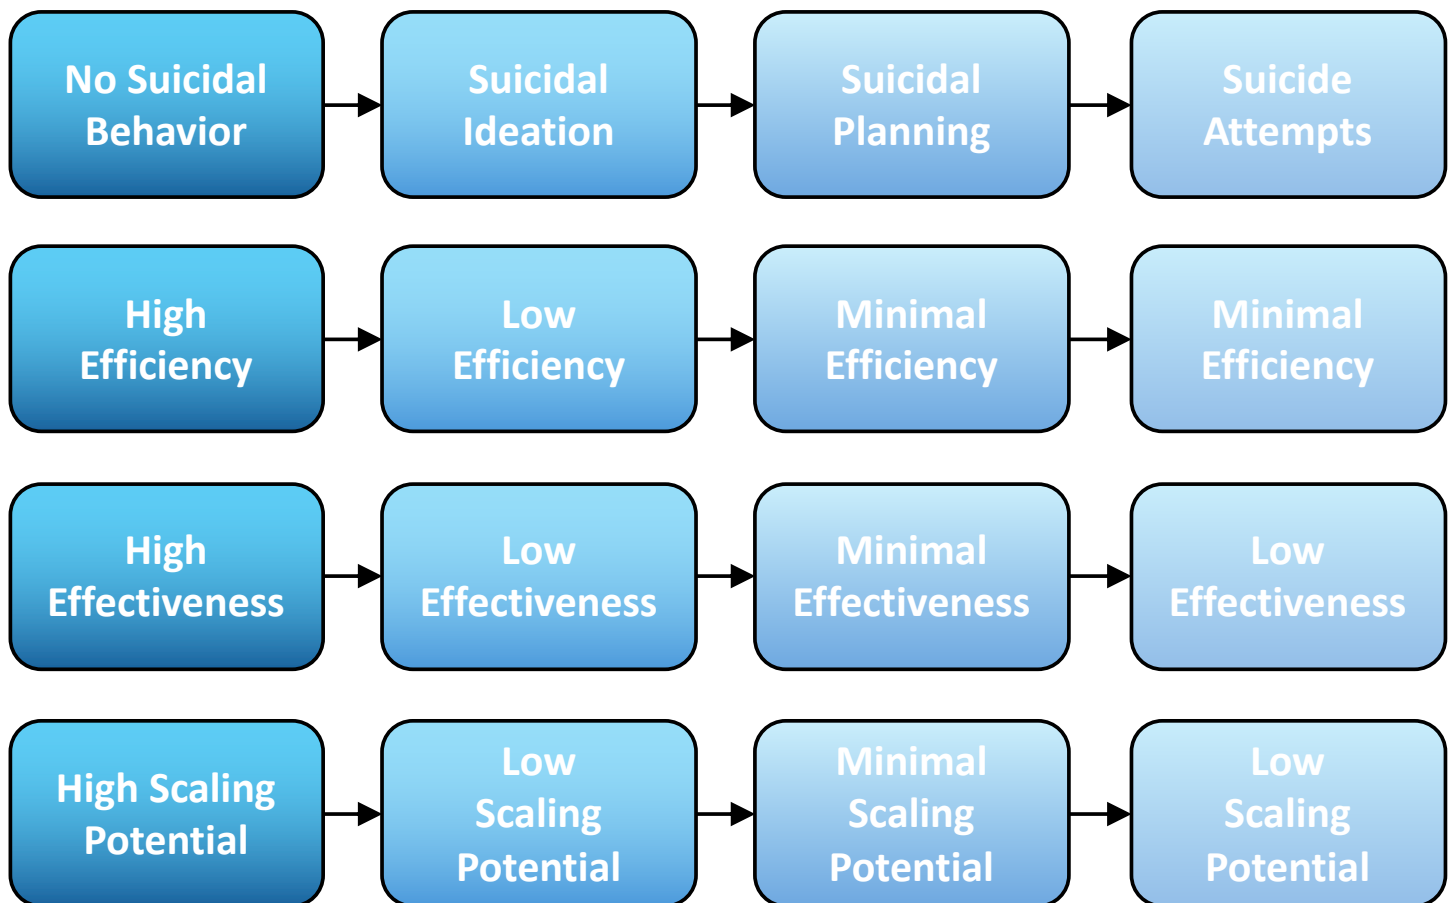 No Suicidal
Behavior
Suicidal
Ideation
Suicidal
Planning
Suicide
Attempts
High
Efficiency
Low
Efficiency
Minimal
Efficiency
Minimal
Efficiency
High
Effectiveness
Low
Effectiveness
Minimal
Effectiveness
Low
Effectiveness
High Scaling
Potential
Low
Scaling
Potential
Minimal
Scaling
Potential
Low
Scaling
Potential